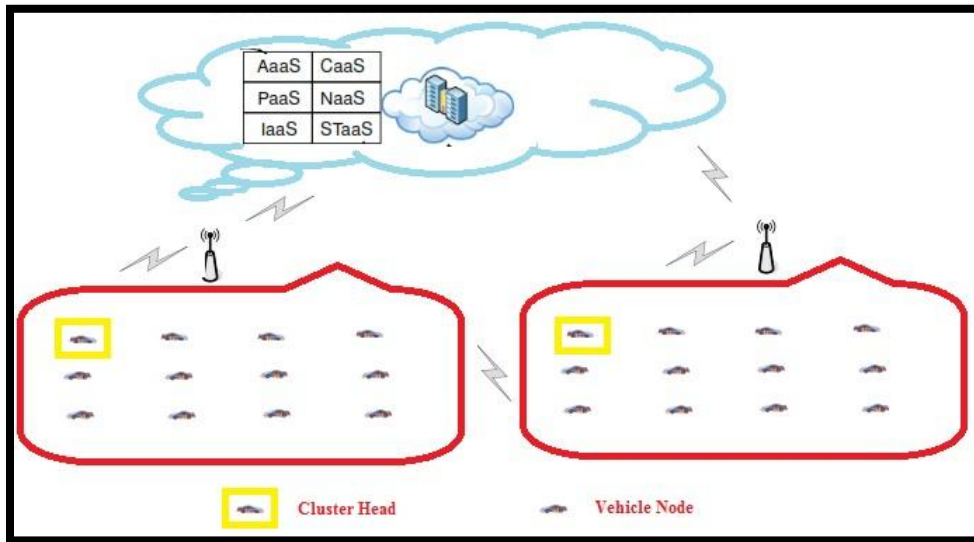 AaaS CaaS
PaaS NaaS
IaaS STaaS
Cluster Head Vehicle Node